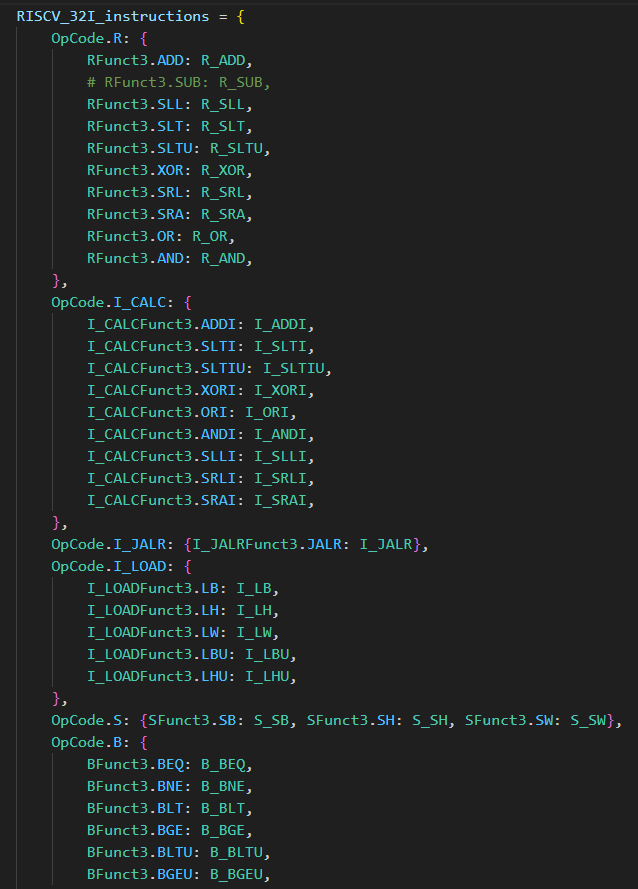 RISCV_32I_instructions = {
    OpCode.R: {
        RFunct3.ADD: R_ADD,
        # RFunct3.SUB: R_SUB,
        RFunct3.SLL: R_SLL,
        RFunct3.SLT: R_SLT,
        RFunct3.SLTU: R_SLTU,
        RFunct3.XOR: R_XOR,
        RFunct3.SRL: R_SRL,
        RFunct3.SRA: R_SRA,
        RFunct3.OR: R_OR,
        RFunct3.AND: R_AND,
    },
    OpCode.I_CALC: {
        I_CALCFunct3.ADDI: I_ADDI,
        I_CALCFunct3.SLTI: I_SLTI,
        I_CALCFunct3.SLTIU: I_SLTIU,
        I_CALCFunct3.XORI: I_XORI,
        I_CALCFunct3.ORI: I_ORI,
        I_CALCFunct3.ANDI: I_ANDI,
        I_CALCFunct3.SLLI: I_SLLI,
        I_CALCFunct3.SRLI: I_SRLI,
        I_CALCFunct3.SRAI: I_SRAI,
    },
    OpCode.I_JALR: {I_JALRFunct3.JALR: I_JALR},
    OpCode.I_LOAD: {
        I_LOADFunct3.LB: I_LB,
        I_LOADFunct3.LH: I_LH,
        I_LOADFunct3.LW: I_LW,
        I_LOADFunct3.LBU: I_LBU,
        I_LOADFunct3.LHU: I_LHU,
    },
    OpCode.S: {SFunct3.SB: S_SB, SFunct3.SH: S_SH, SFunct3.SW: S_SW},
    OpCode.B: {
        BFunct3.BEQ: B_BEQ,
        BFunct3.BNE: B_BNE,
        BFunct3.BLT: B_BLT,
        BFunct3.BGE: B_BGE,
        BFunct3.BLTU: B_BLTU,
        BFunct3.BGEU: B_BGEU,